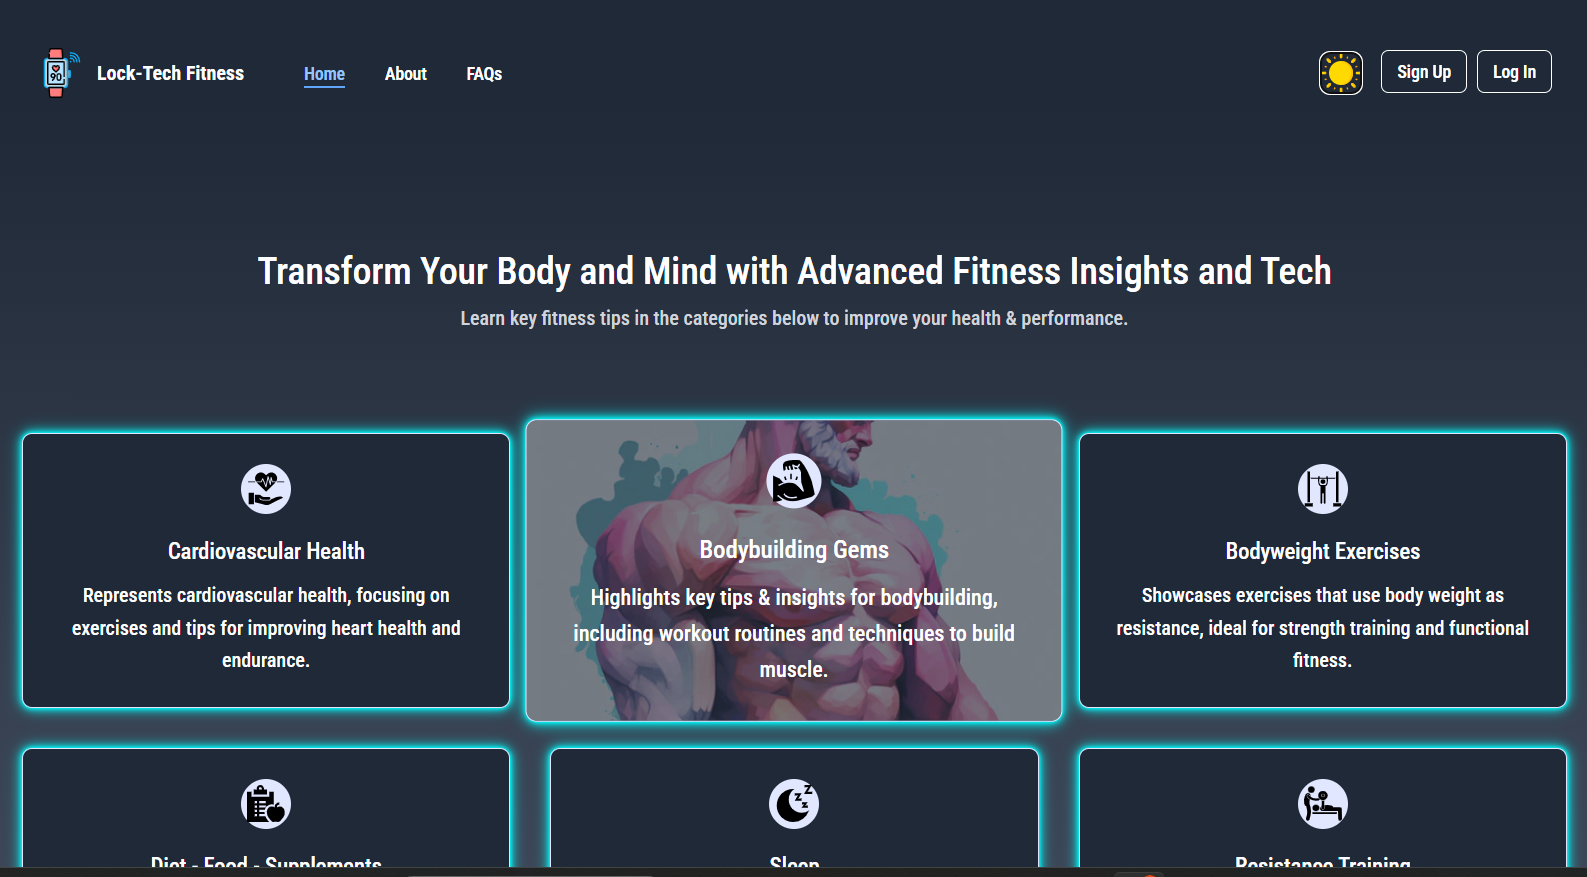 90
Lock-Tech Fitness
Home
About
FAQs
Sign Up
Log In
Transform Your Body and Mind with Advanced Fitness Insights and Tech
Learn key fitness tips in the categories below to improve your health & performance.
Cardiovascular Health
Represents cardiovascular health, focusing on
exercises and tips for improving heart health and
endurance.
Bodybuilding Gems
Highlights key tips & insights for bodybuilding,
including workout routines and techniques to build
muscle.
Bodyweight Exercises
Showcases exercises that use body weight as
resistance, ideal for strength training and functional
fitness.
Diet - Food - Supplements
z z z
Sleep
Resistance Training